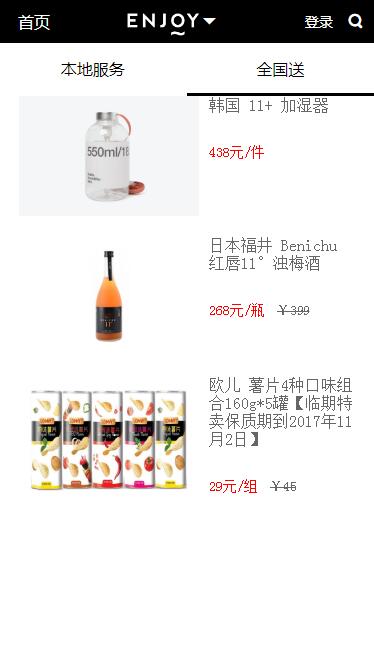 首页
ENJOY
登录
本地服务
全国送
550ml/18
韩国 11+ 加湿器
438元/件
日本福井 Benichu
红唇11°浊梅酒
268元/瓶 ￥399
欧儿 薯片4种口味组
合160g*5罐【临期特
卖保质期到2017年11
月2日】
29元/组 ￥45